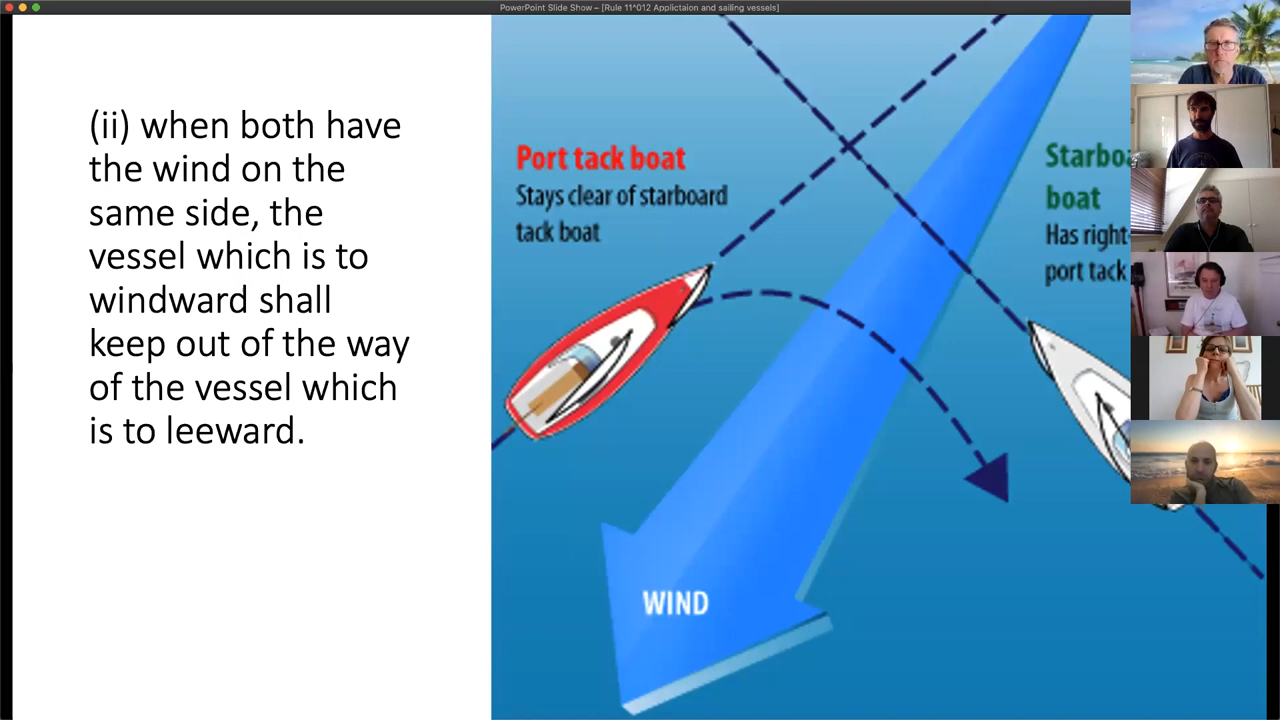 PowerPoint Slide Show – [Rule 11^012 Applictaion and sailing vessels]
(ii) when both have
the wind on the
same side, the
vessel which is to
windward shall
keep out of the way
of the vessel which
is to leeward.
Port tack boat
Stays clear of starboard
tack boat
boat
Has right-
port tack
WIND